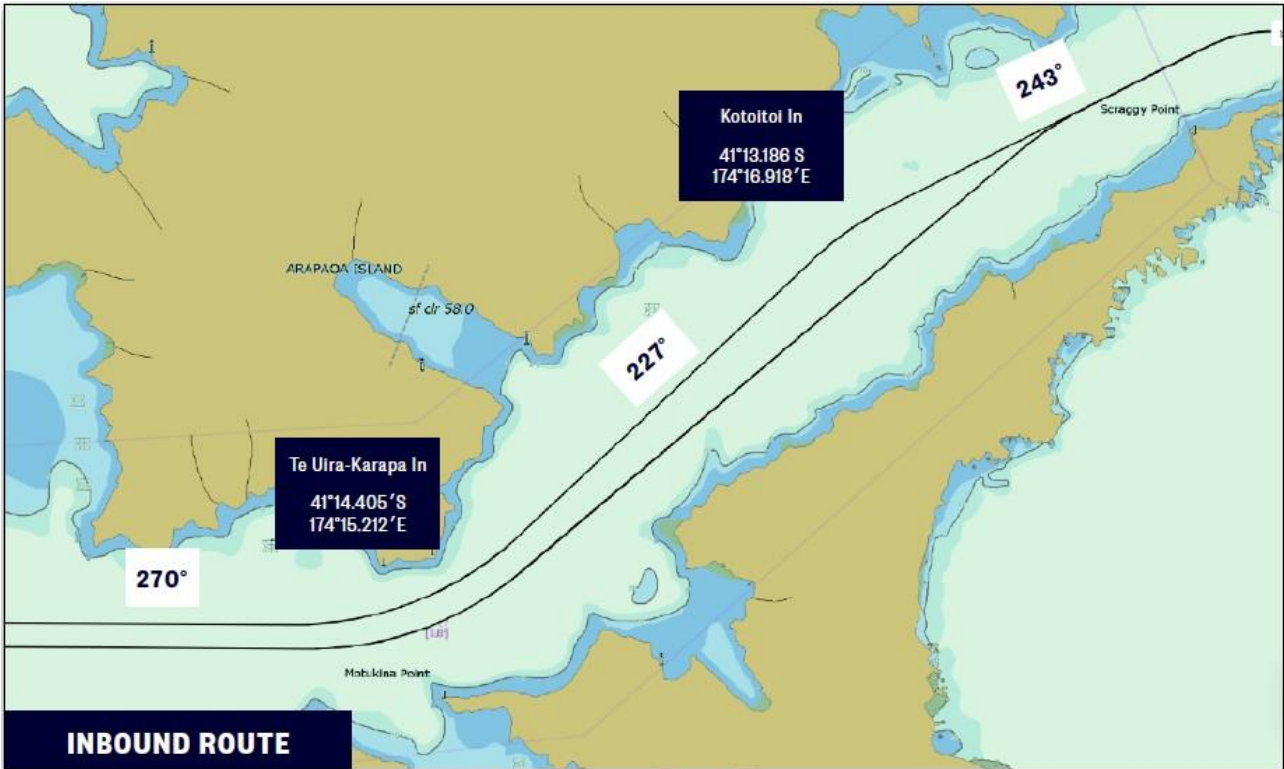 243°
Scraggy Point
Kotoitoi In
41°13.186 S
174°16.918′E
ARAPAOA ISLAND
sf clr 58.0
227°
Te Uira-Karapa In
41°14.405′S
174°15.212′E
270°
Motukina Point
INBOUND ROUTE